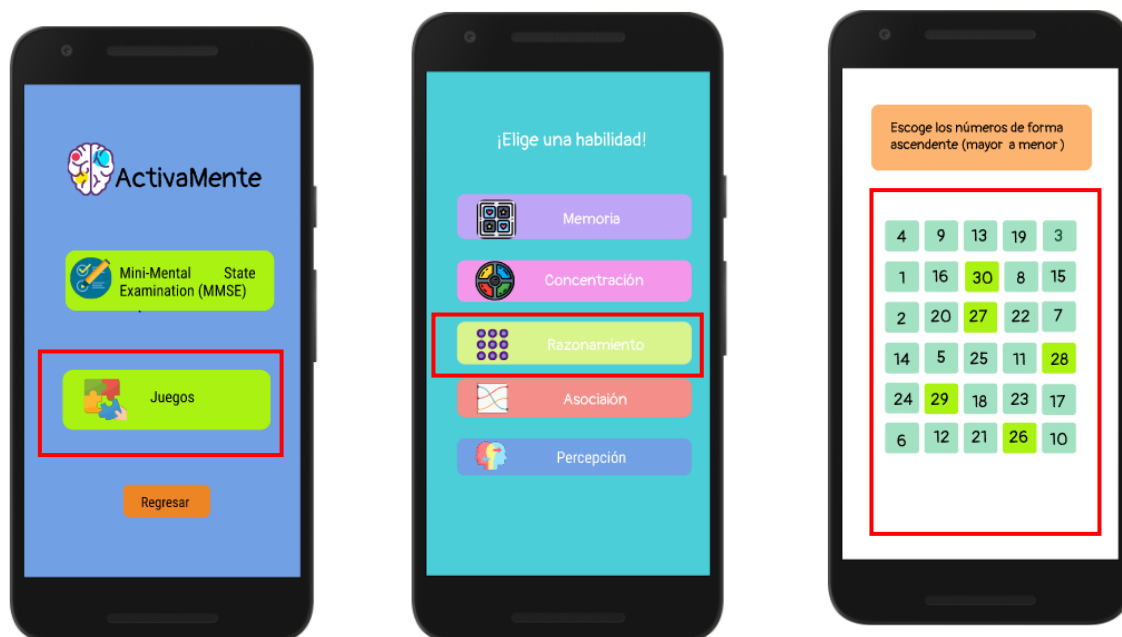 ActivaMente
Mini-Mental State
Examination (MMSE)
Juegos
Regresar
¡Elige una habilidad!
Memoria
Concentración
Razonamiento
Asociaión
Percepción
Escoge los números de forma
ascendente (mayor a menor )
4 9 13 19 3
1 16 30 8 15
2 20 27 22 7
14 5 25 11 28
24 29 18 23 17
6 12 21 26 10